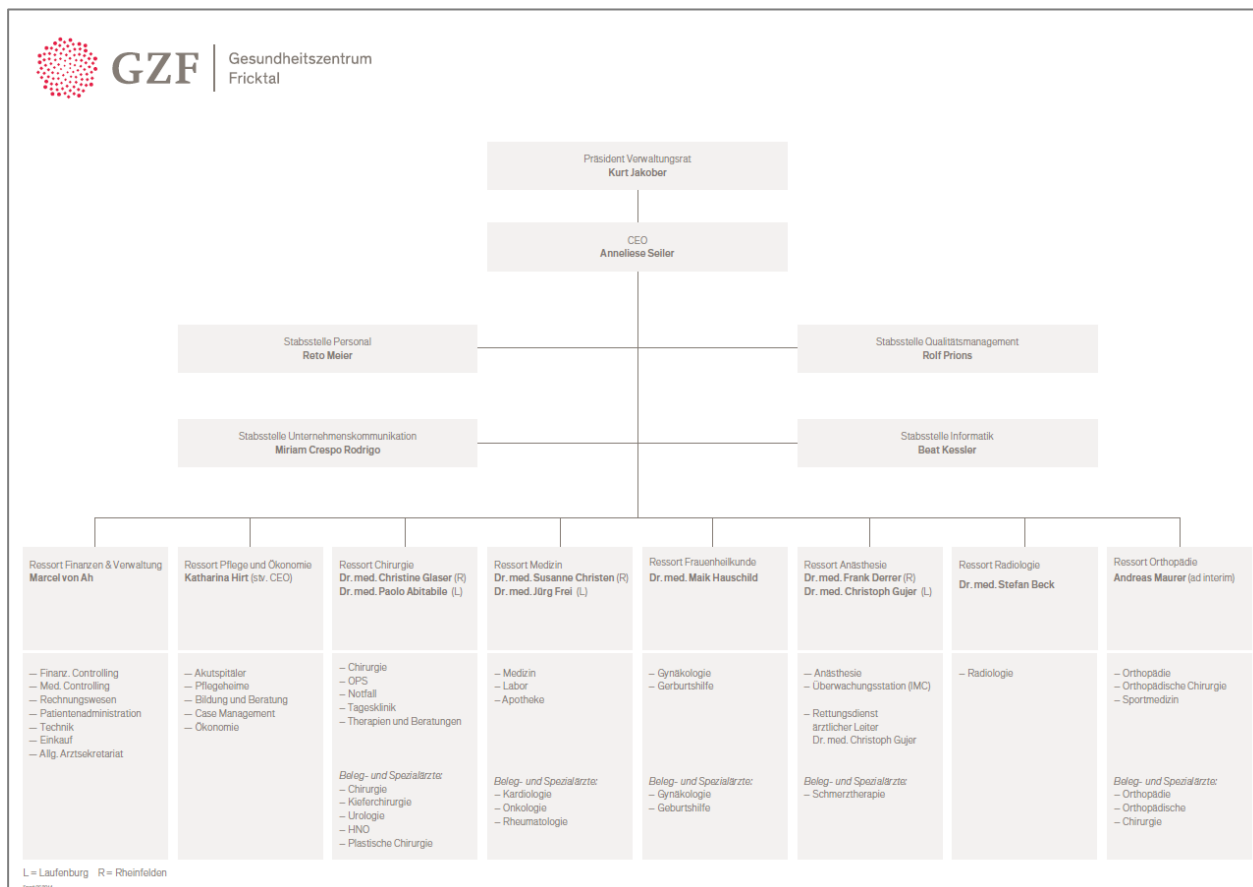 GZF
Gesundheitszentrum
Fricktal
Präsident Verwaltungsrat
Kurt Jakober
CEO
Anneliese Seiler
Stabsstelle Personal
Reto Meier
Stabsstelle Qualitätsmanagement
Rolf Prions
Stabsstelle Unternehmenskommunikation
Miriam Crespo Rodrigo
Stabsstelle Informatik
Beat Kessler
Ressort Finanzen & Verwaltung
Marcel von Ah
– Finanz. Controlling
– Med. Controlling
– Rechnungswesen
– Patientenadministration
– Technik
– Einkauf
– Allg. Arztsekretariat
Ressort Pflege und Ökonomie
Katharina Hirt (stv. CEO)
– Akutspitäler
– Pflegeheime
– Bildung und Beratung
– Case Management
– Ökonomie
Ressort Chirurgie
Dr. med. Christine Glaser (R)
Dr. med. Paolo Abitabile (L)
– Chirurgie
– OPS
– Notfall
– Tagesklinik
– Therapien und Beratungen
Beleg- und Spezialärzte:
– Chirurgie
– Kieferchirurgie
– Urologie
– HNO
– Plastische Chirurgie
Ressort Medizin
Dr. med. Susanne Christen (R)
Dr. med. Jürg Frei (L)
– Medizin
– Labor
– Apotheke
Beleg- und Spezialärzte:
– Kardiologie
– Onkologie
– Rheumatologie
Ressort Frauenheilkunde
Dr. med. Maik Hauschild
– Gynäkologie
– Gerburtshilfe
Beleg- und Spezialärzte:
– Gynäkologie
– Geburtshilfe
Ressort Anästhesie
Dr. med. Frank Derrer (R)
Dr. med. Christoph Gujer (L)
– Anästhesie
– Überwachungsstation (IMC)
– Rettungsdienst
ärztlicher Leiter
Dr. med. Christoph Gujer
Beleg- und Spezialärzte:
– Schmerztherapie
Ressort Radiologie
Dr. med. Stefan Beck
– Radiologie
Ressort Orthopädie
Andreas Maurer (ad interim)
– Orthopädie
– Orthopädische Chirurgie
– Sportmedizin
Beleg- und Spezialärzte:
– Orthopädie
– Orthopädische
– Chirurgie
L = Laufenburg R = Rheinfelden